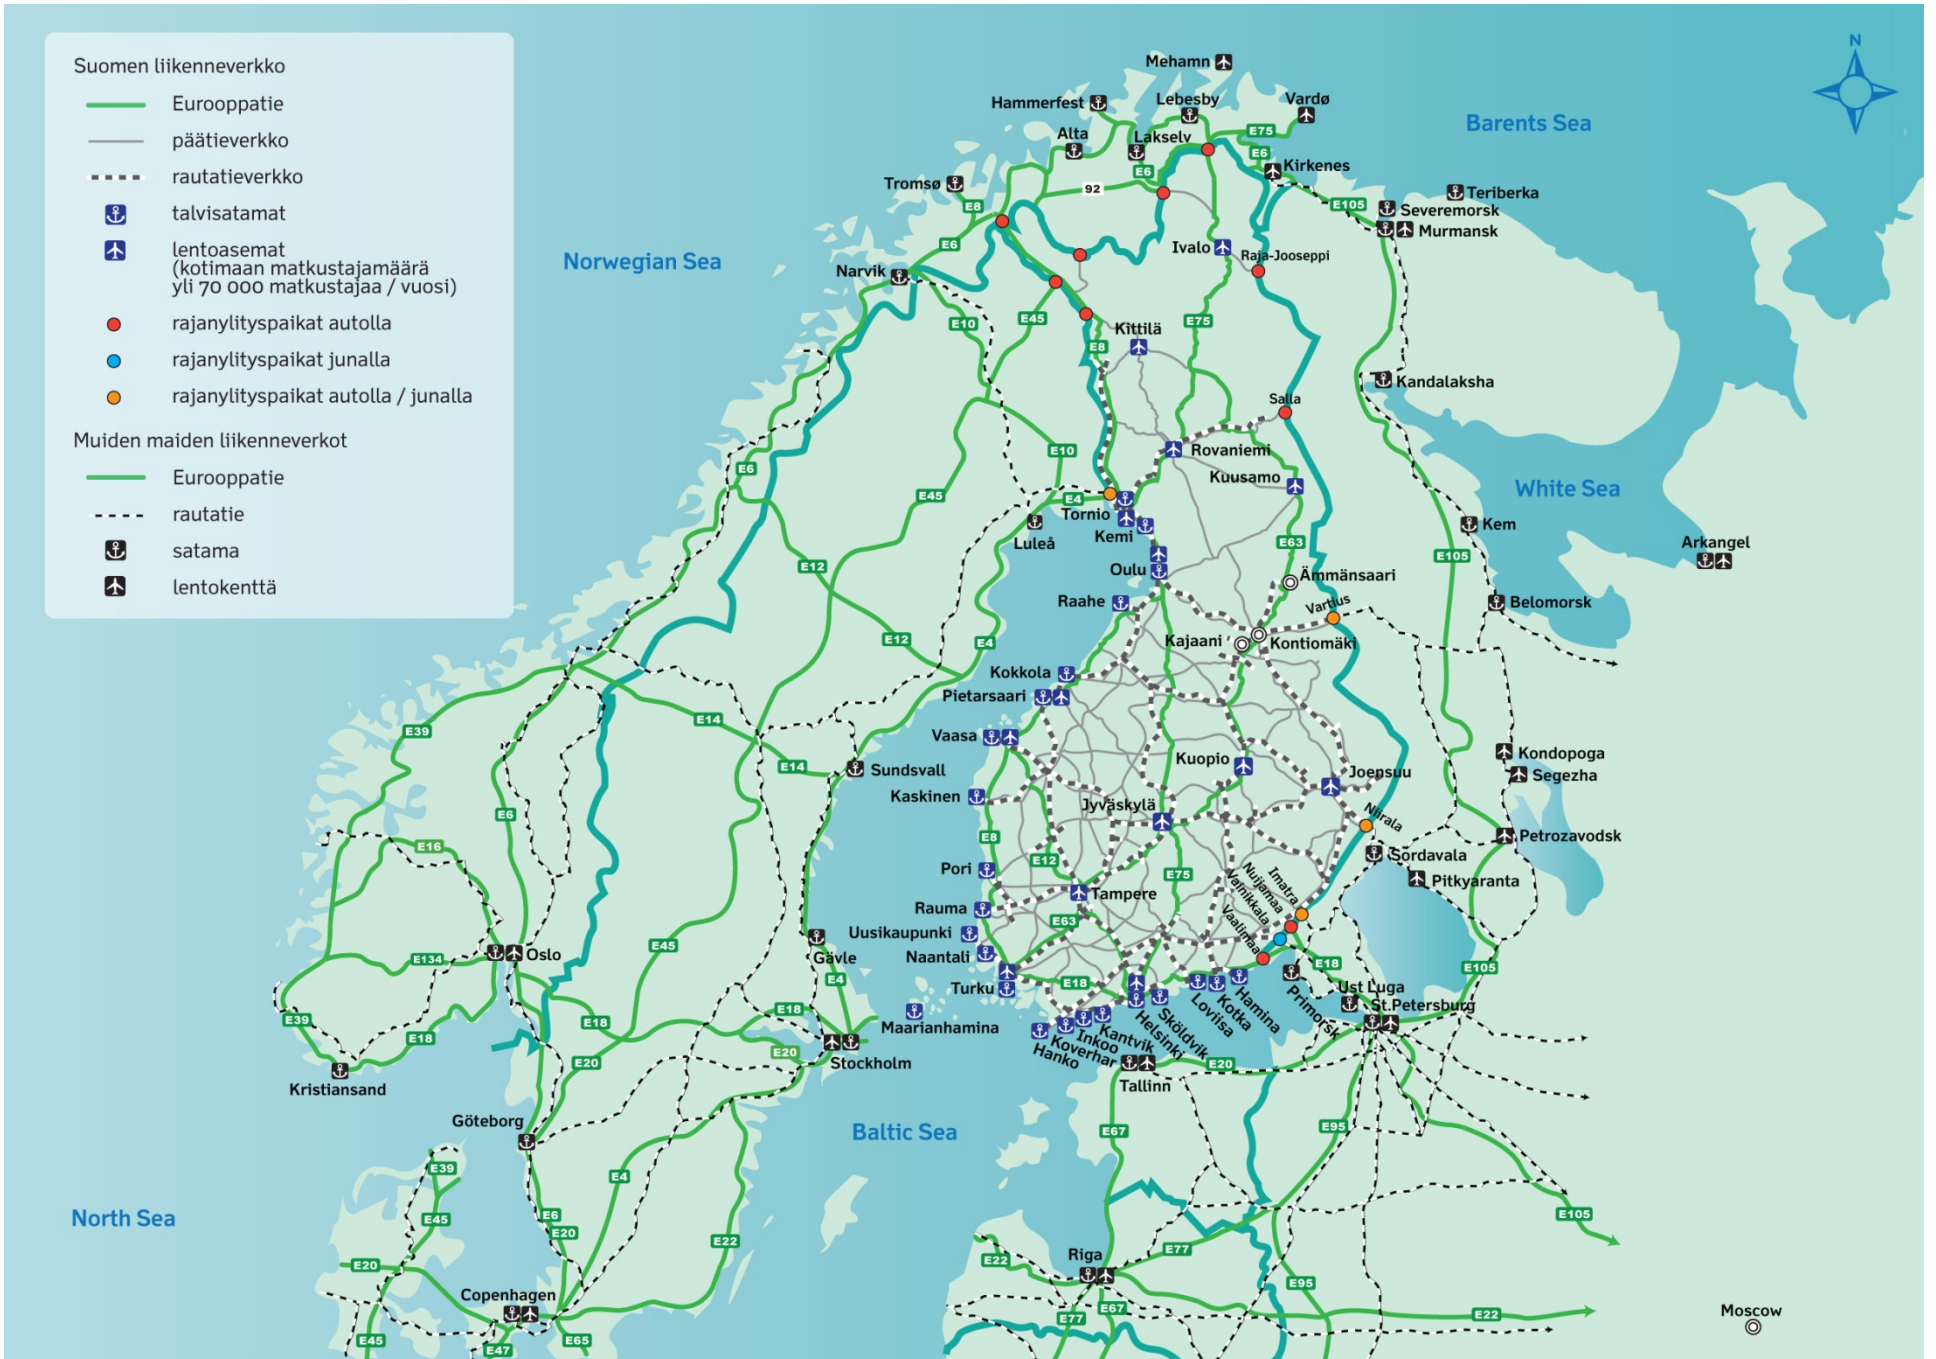 Suomen liikenneverkko
Eurooppatie
päätieverkko
rautatieverkko
talvisatamat
lentoasemat
(kotimaan matkustajamäärä
yli 70 000 matkustajaa / vuosi)
rajanylityspaikat autolla
rajanylityspaikat junalla
rajanylityspaikat autolla / junalla
Muiden maiden liikenneverkot
Eurooppatie
rautatie
satama
lentokenttä
N
Mehamn
Hammerfest
Lebesby
Vardø
Barents Sea
Alta
Lakselv
E75
E6
E6
Kirkenes
Tromsø
92
Teriberka
E8
E105
Severemorsk
Murmansk
E6
Ivalo
Raja-Jooseppi
Norwegian Sea
Narvik
E10
E45
E75
Kittilä
E8
Kandalaksha
Salla
E10
Rovaniemi
E6
Kuusamo
White Sea
E45
E4
Tornio
Kemi
Luleå
Kem
E63
Arkangel
E105
E12
Oulu
Ämmänsaari
Raahe
Vartius
Belomorsk
E12
E4
Kajaani
Kontiomäki
Kokkola
Pietarsaari
E14
E39
Vaasa
Kondopoga
E14
Sundsvall
Kuopio
Joensuu
Segezha
Kaskinen
Jyväskylä
E6
Niirala
E8
Petrozavodsk
E16
E12
Sordavala
Pori
E75
Imatra
Nuijamaa
Vainikkala
Vaalimaa
Pitkyaranta
Tampere
Rauma
E63
Uusikaupunki
Oslo
E134
E45
Gävle
Naantali
E18
E105
E4
Turku
E18
Ust Luga
St.Petersburg
Primorsk
E39
E18
E18
Maarianhamina
Hamina
Kotka
Loviisa
Sköldvik
Helsinki
Kantvik
Inkoo
Koverhar
Hanko
E18
E20
E20
Stockholm
E20
Tallinn
Kristiansand
Göteborg
Baltic Sea
E67
E95
E39
E4
North Sea
E45
E6
E20
E105
E22
E77
Riga
E22
E20
E95
Copenhagen
E67
E77
E22
Moscow
E45
E47
E65